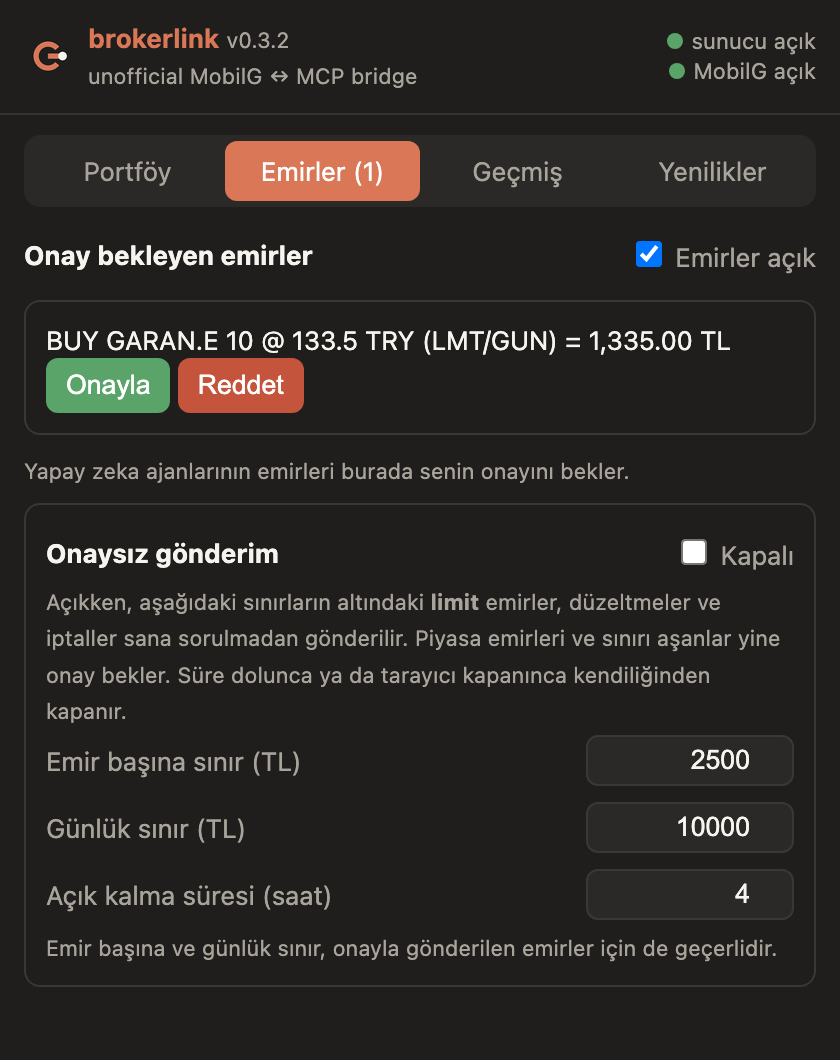 brokerlink v0.3.2
unofficial MobilG ↔ MCP bridge
sunucu açık
MobilG açık
Portföy
Emirler (1)
Geçmiş
Yenilikler
Onay bekleyen emirler
Emirler açık
BUY GARAN.E 10 @ 133.5 TRY (LMT/GUN) = 1,335.00 TL
Onayla
Reddet
Yapay zeka ajanlarının emirleri burada senin onayını bekler.
Onaysız gönderim
Kapalı
Açıkken, aşağıdaki sınırların altındaki limit emirler, düzeltmeler ve
iptaller sana sorulmadan gönderilir. Piyasa emirleri ve sınırı aşanlar yine
onay bekler. Süre dolunca ya da tarayıcı kapanınca kendiliğinden
kapanır.
Emir başına sınır (TL)
2500
Günlük sınır (TL)
10000
Açık kalma süresi (saat)
4
Emir başına ve günlük sınır, onayla gönderilen emirler için de geçerlidir.